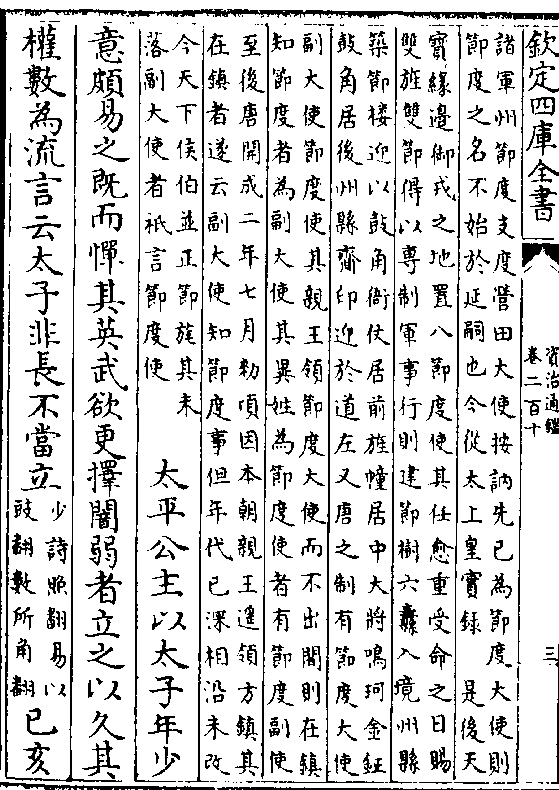 欽定四庫全書
資治通鑑
卷二百十
三
諸軍州節度支度營田大使按訥先已為節度大使則
節度之名不始於延嗣也今從太上皇實錄　是後天
寳緣邊御戎之地置八節度使其任愈重受命之日賜
雙旌雙節得以專制軍事行則建節樹六纛入境州縣
築節樓迎以鼓角衙仗居前旌幢居中大將鳴珂金鉦
鼓角居後州縣齎印迎於道左又唐之制有節度大使
副大使節度使其親王領節度大使而不出閤則在鎮
知節度者為副大使其異姓為節度使者有節度副使
至後唐開成二年七月勅頃因本朝親王遥領方鎮其
在鎮者遂云副大使知節度事但年代已深相沿未改
今天下侯伯並正節旄其未
落副大使者衹言節度使
太平公主以太子年少
意頗易之既而憚其英武欲更擇闇弱者立之以久其
權數為流言云太子非長不當立
少詩照翻易以
豉翻數所角翻
已亥